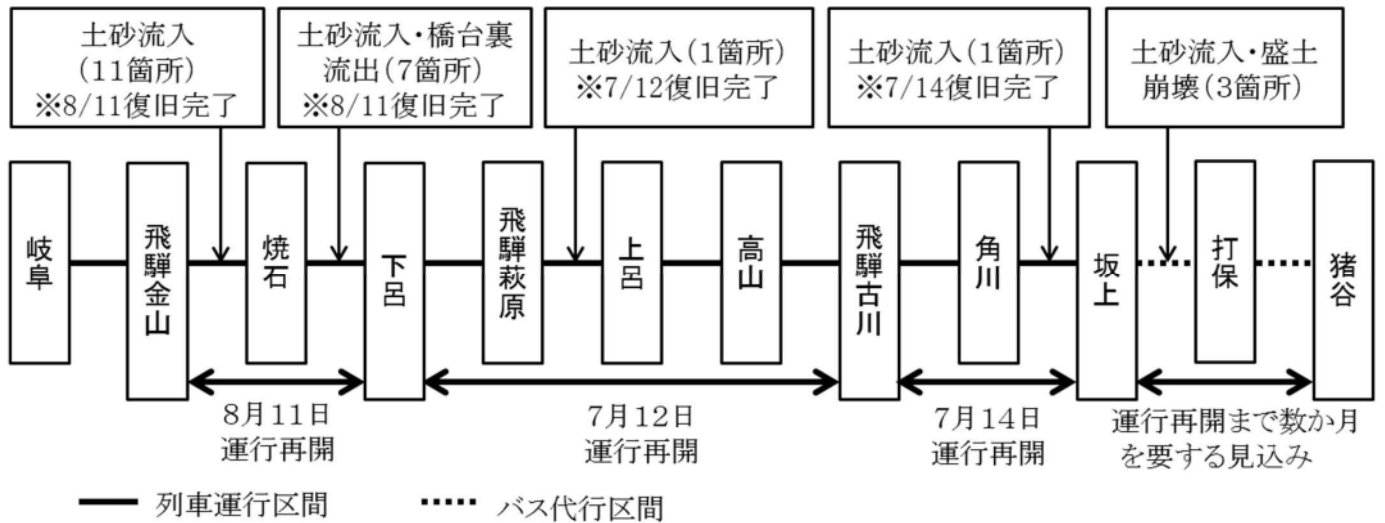 土砂流入
(11箇所)
※8/11復旧完了
土砂流入・橋台裏
流出(7箇所)
※8/11復旧完了
土砂流入(1箇所)
※7/12復旧完了
土砂流入(1箇所)
※7/14復旧完了
土砂流入・盛土
崩壊(3箇所)
岐阜
飛騨金山
焼石
下呂
飛騨萩原
上呂
高山
飛騨古川
角川
坂上
打保
猪谷
8月11日
運行再開
7月12日
運行再開
7月14日
運行再開
運行再開まで数か月
を要する見込み
列車運行区間
バス代行区間